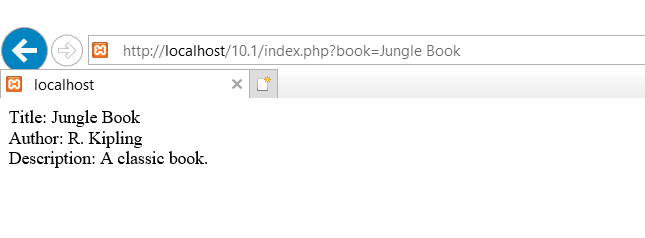 http://localhost/10.1/index.php?book=Jungle Book
localhost
Title: Jungle Book
Author: R. Kipling
Description: A classic book.